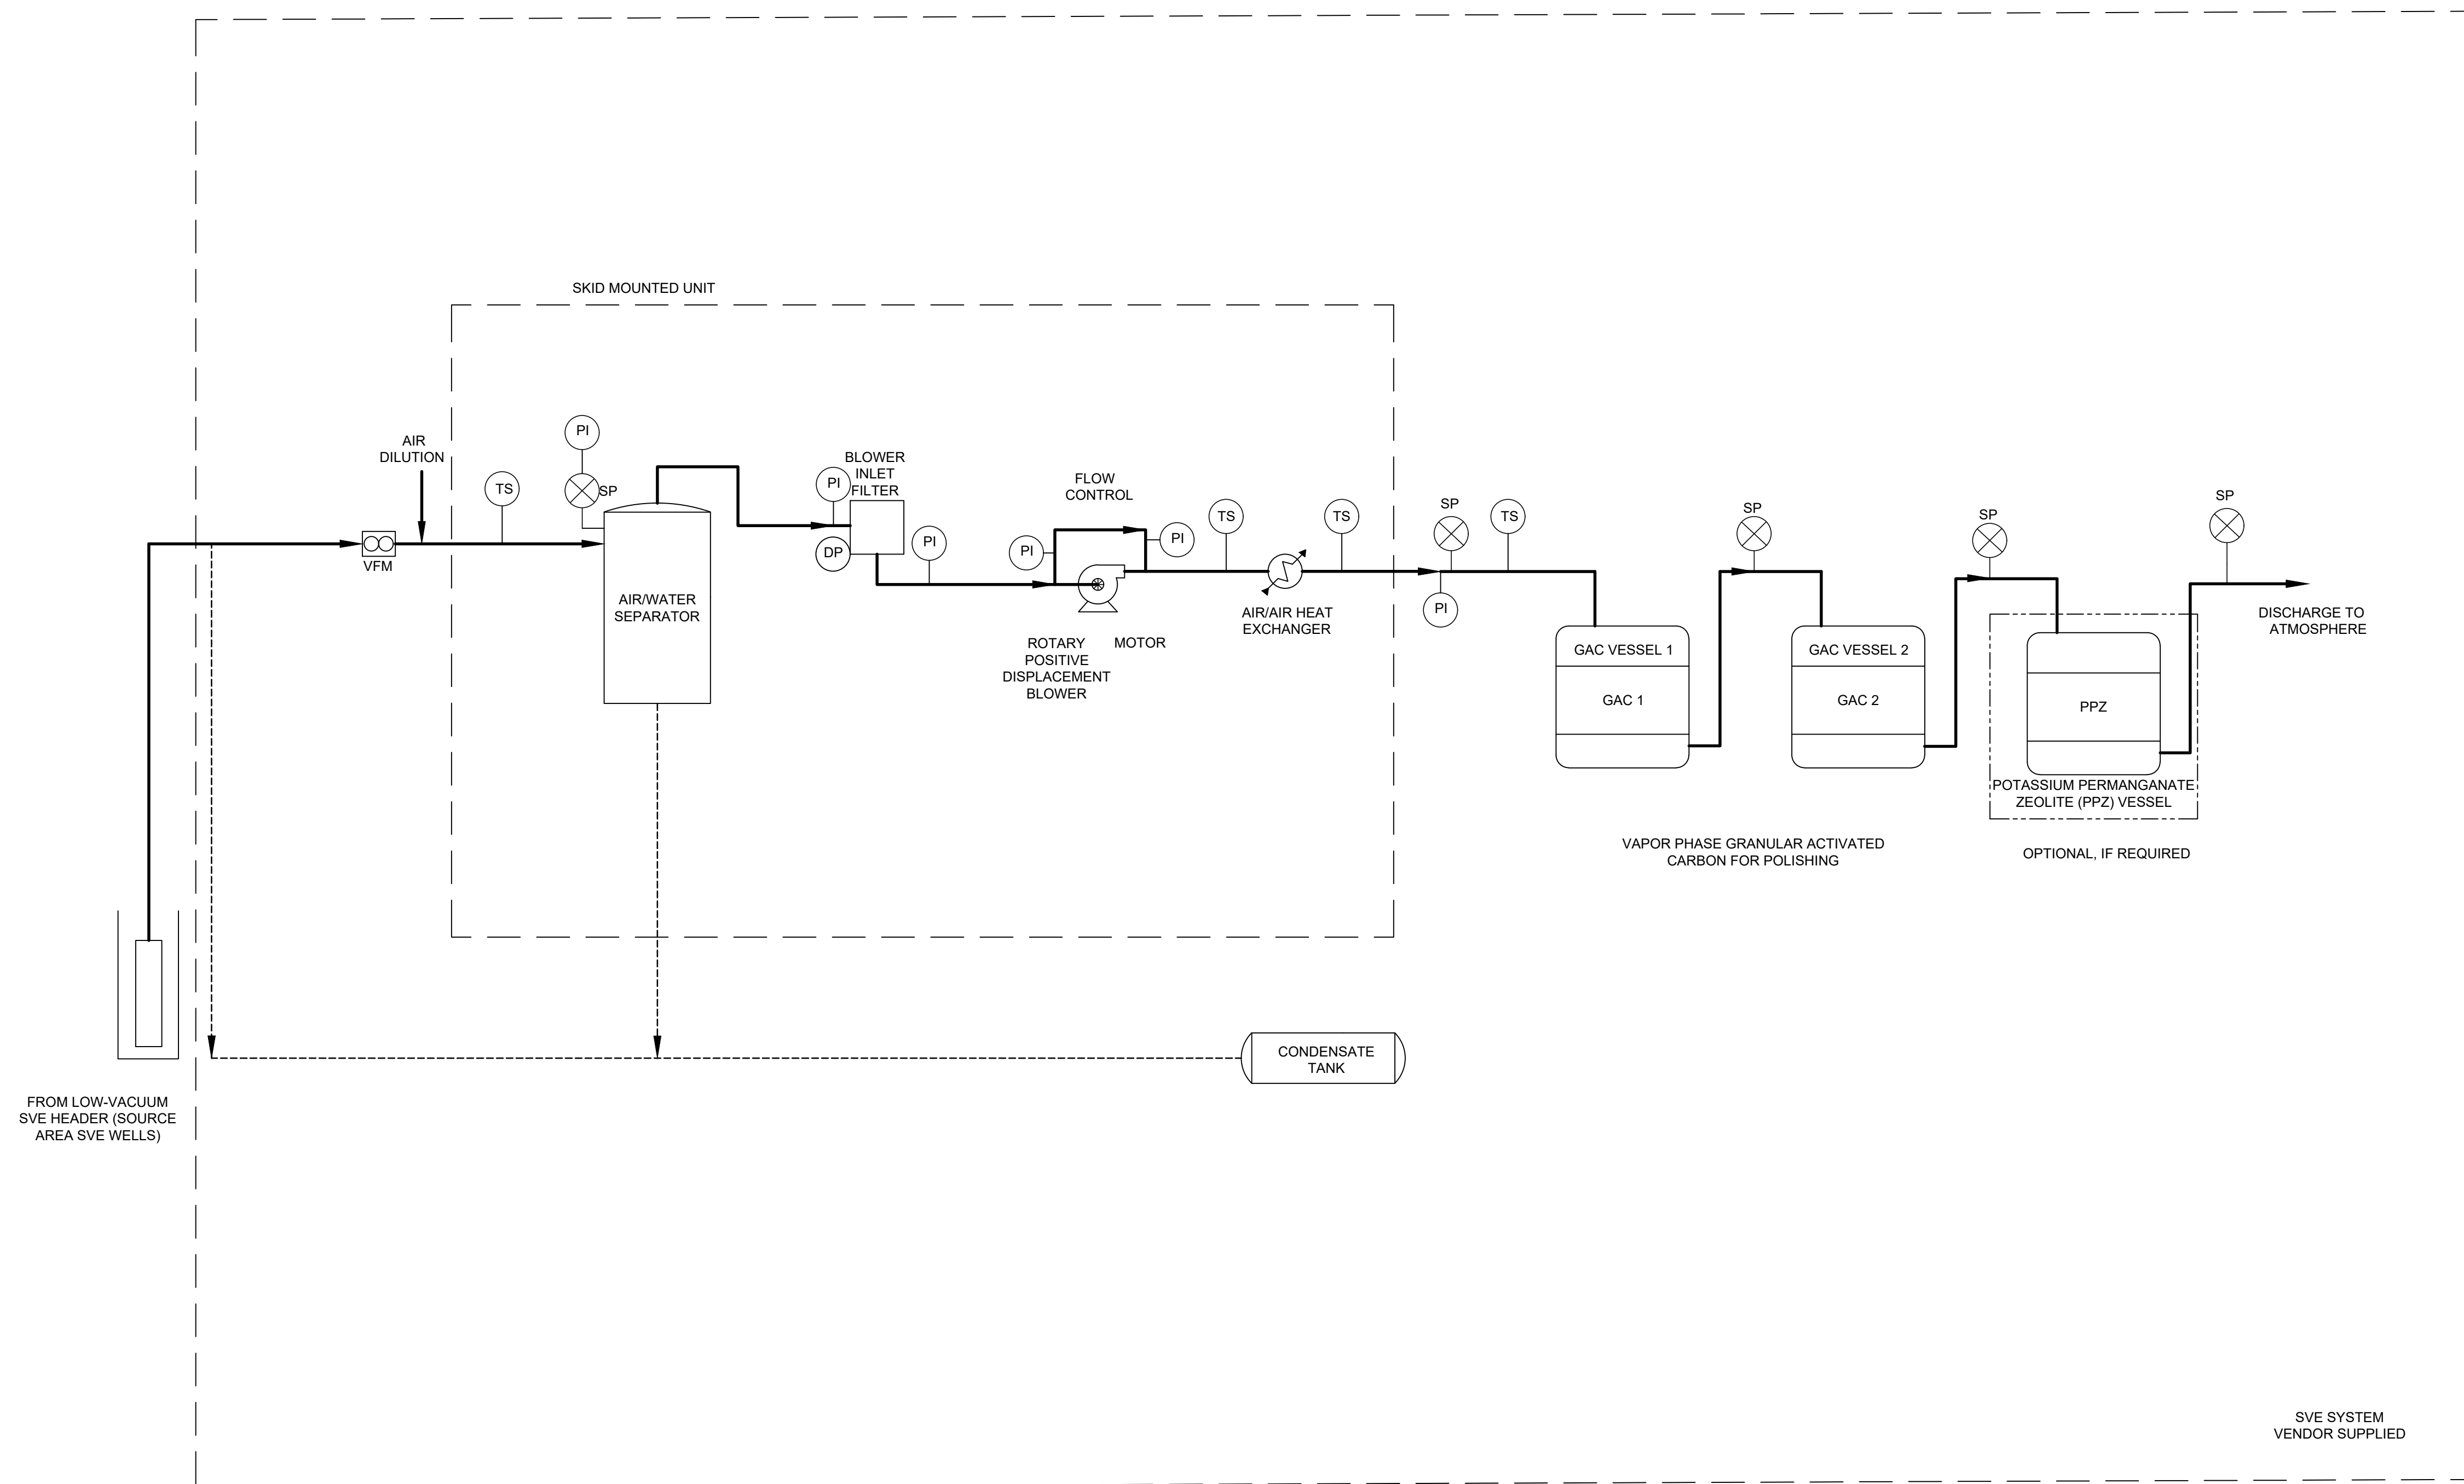 SKID MOUNTED UNIT
AIR
DILUTION
TS
PI
SP
VFM
AIR/WATER
SEPARATOR
BLOWER
INLET
FILTER
PI
DP
PI
FLOW
CONTROL
PI
PI
ROTARY
POSITIVE
DISPLACEMENT
BLOWER
MOTOR
TS
TS
AIR/AIR HEAT
EXCHANGER
SP
TS
PI
SP
SP
SP
DISCHARGE TO
ATMOSPHERE
GAC VESSEL 1
GAC 1
GAC VESSEL 2
GAC 2
PPZ
POTASSIUM PERMANGANATE
ZEOLITE (PPZ) VESSEL
VAPOR PHASE GRANULAR ACTIVATED
CARBON FOR POLISHING
OPTIONAL, IF REQUIRED
CONDENSATE
TANK
FROM LOW-VACUUM
SVE HEADER (SOURCE
AREA SVE WELLS)
SVE SYSTEM
VENDOR SUPPLIED